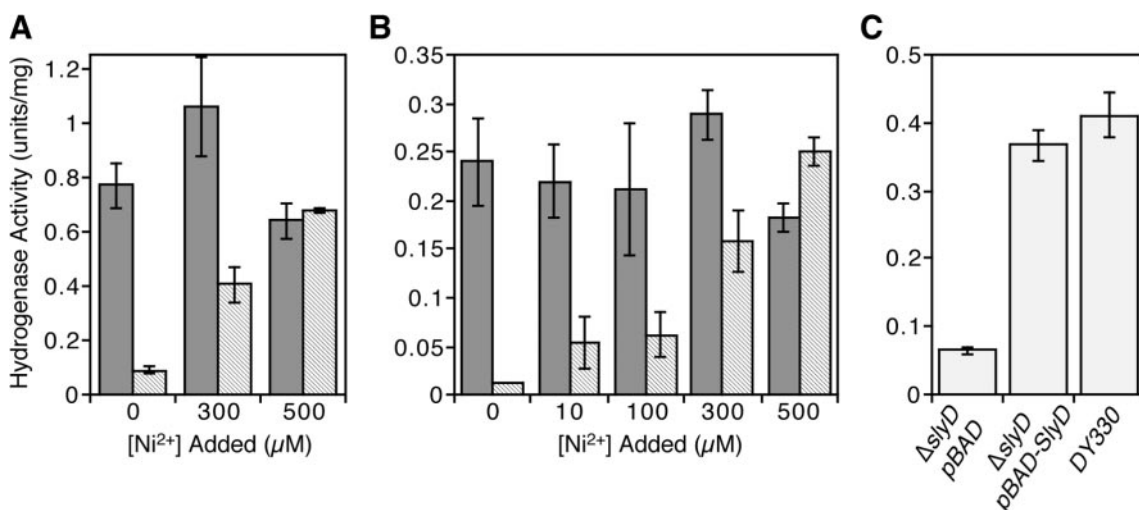 A
B
C
Hydrogenase Activity (units/mg)
1.2
1
0.8
0.6
0.4
0.2
0
0 300 500
[Ni²⁺] Added (µM)
0.35
0.3
0.25
0.2
0.15
0.1
0.05
0
0 10 100 300 500
[Ni²⁺] Added (µM)
0.5
0.4
0.3
0.2
0.1
0
ΔslyD
pBAD
ΔslyD
pBAD-SlyD
DY330